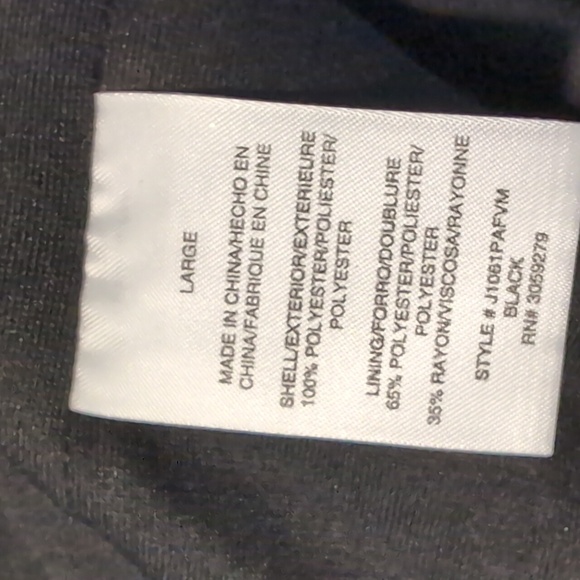 LARGE
MADE IN CHINA/HECHO EN
CHINA/FABRIQUE EN CHINE
SHELL/EXTERIOR/EXTERIEURE
100% POLYESTER/POLIESTER/
POLYESTER
LINING/FORRO/DOUBLURE
65% POLYESTER/POLIESTER/
POLYESTER
35% RAYON/VISCOSA/RAYONNE
STYLE # J1061PAFVM
BLACK
RN# 3059279